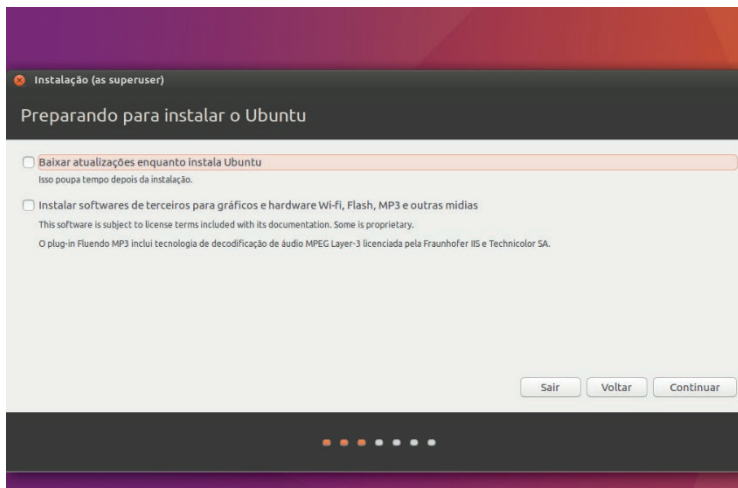 Instalação (as superuser)
Preparando para instalar o Ubuntu
Baixar atualizações enquanto instala Ubuntu
Isso poupa tempo depois da instalação.
Instalar softwares de terceiros para gráficos e hardware Wi-fi, Flash, MP3 e outras mídias
This software is subject to license terms included with its documentation. Some is proprietary.
O plug-in Fluendo MP3 inclui tecnologia de decodificação de áudio MPEG Layer-3 licenciada pela Fraunhofer IIS e Technicolor SA.
Sair Voltar Continuar